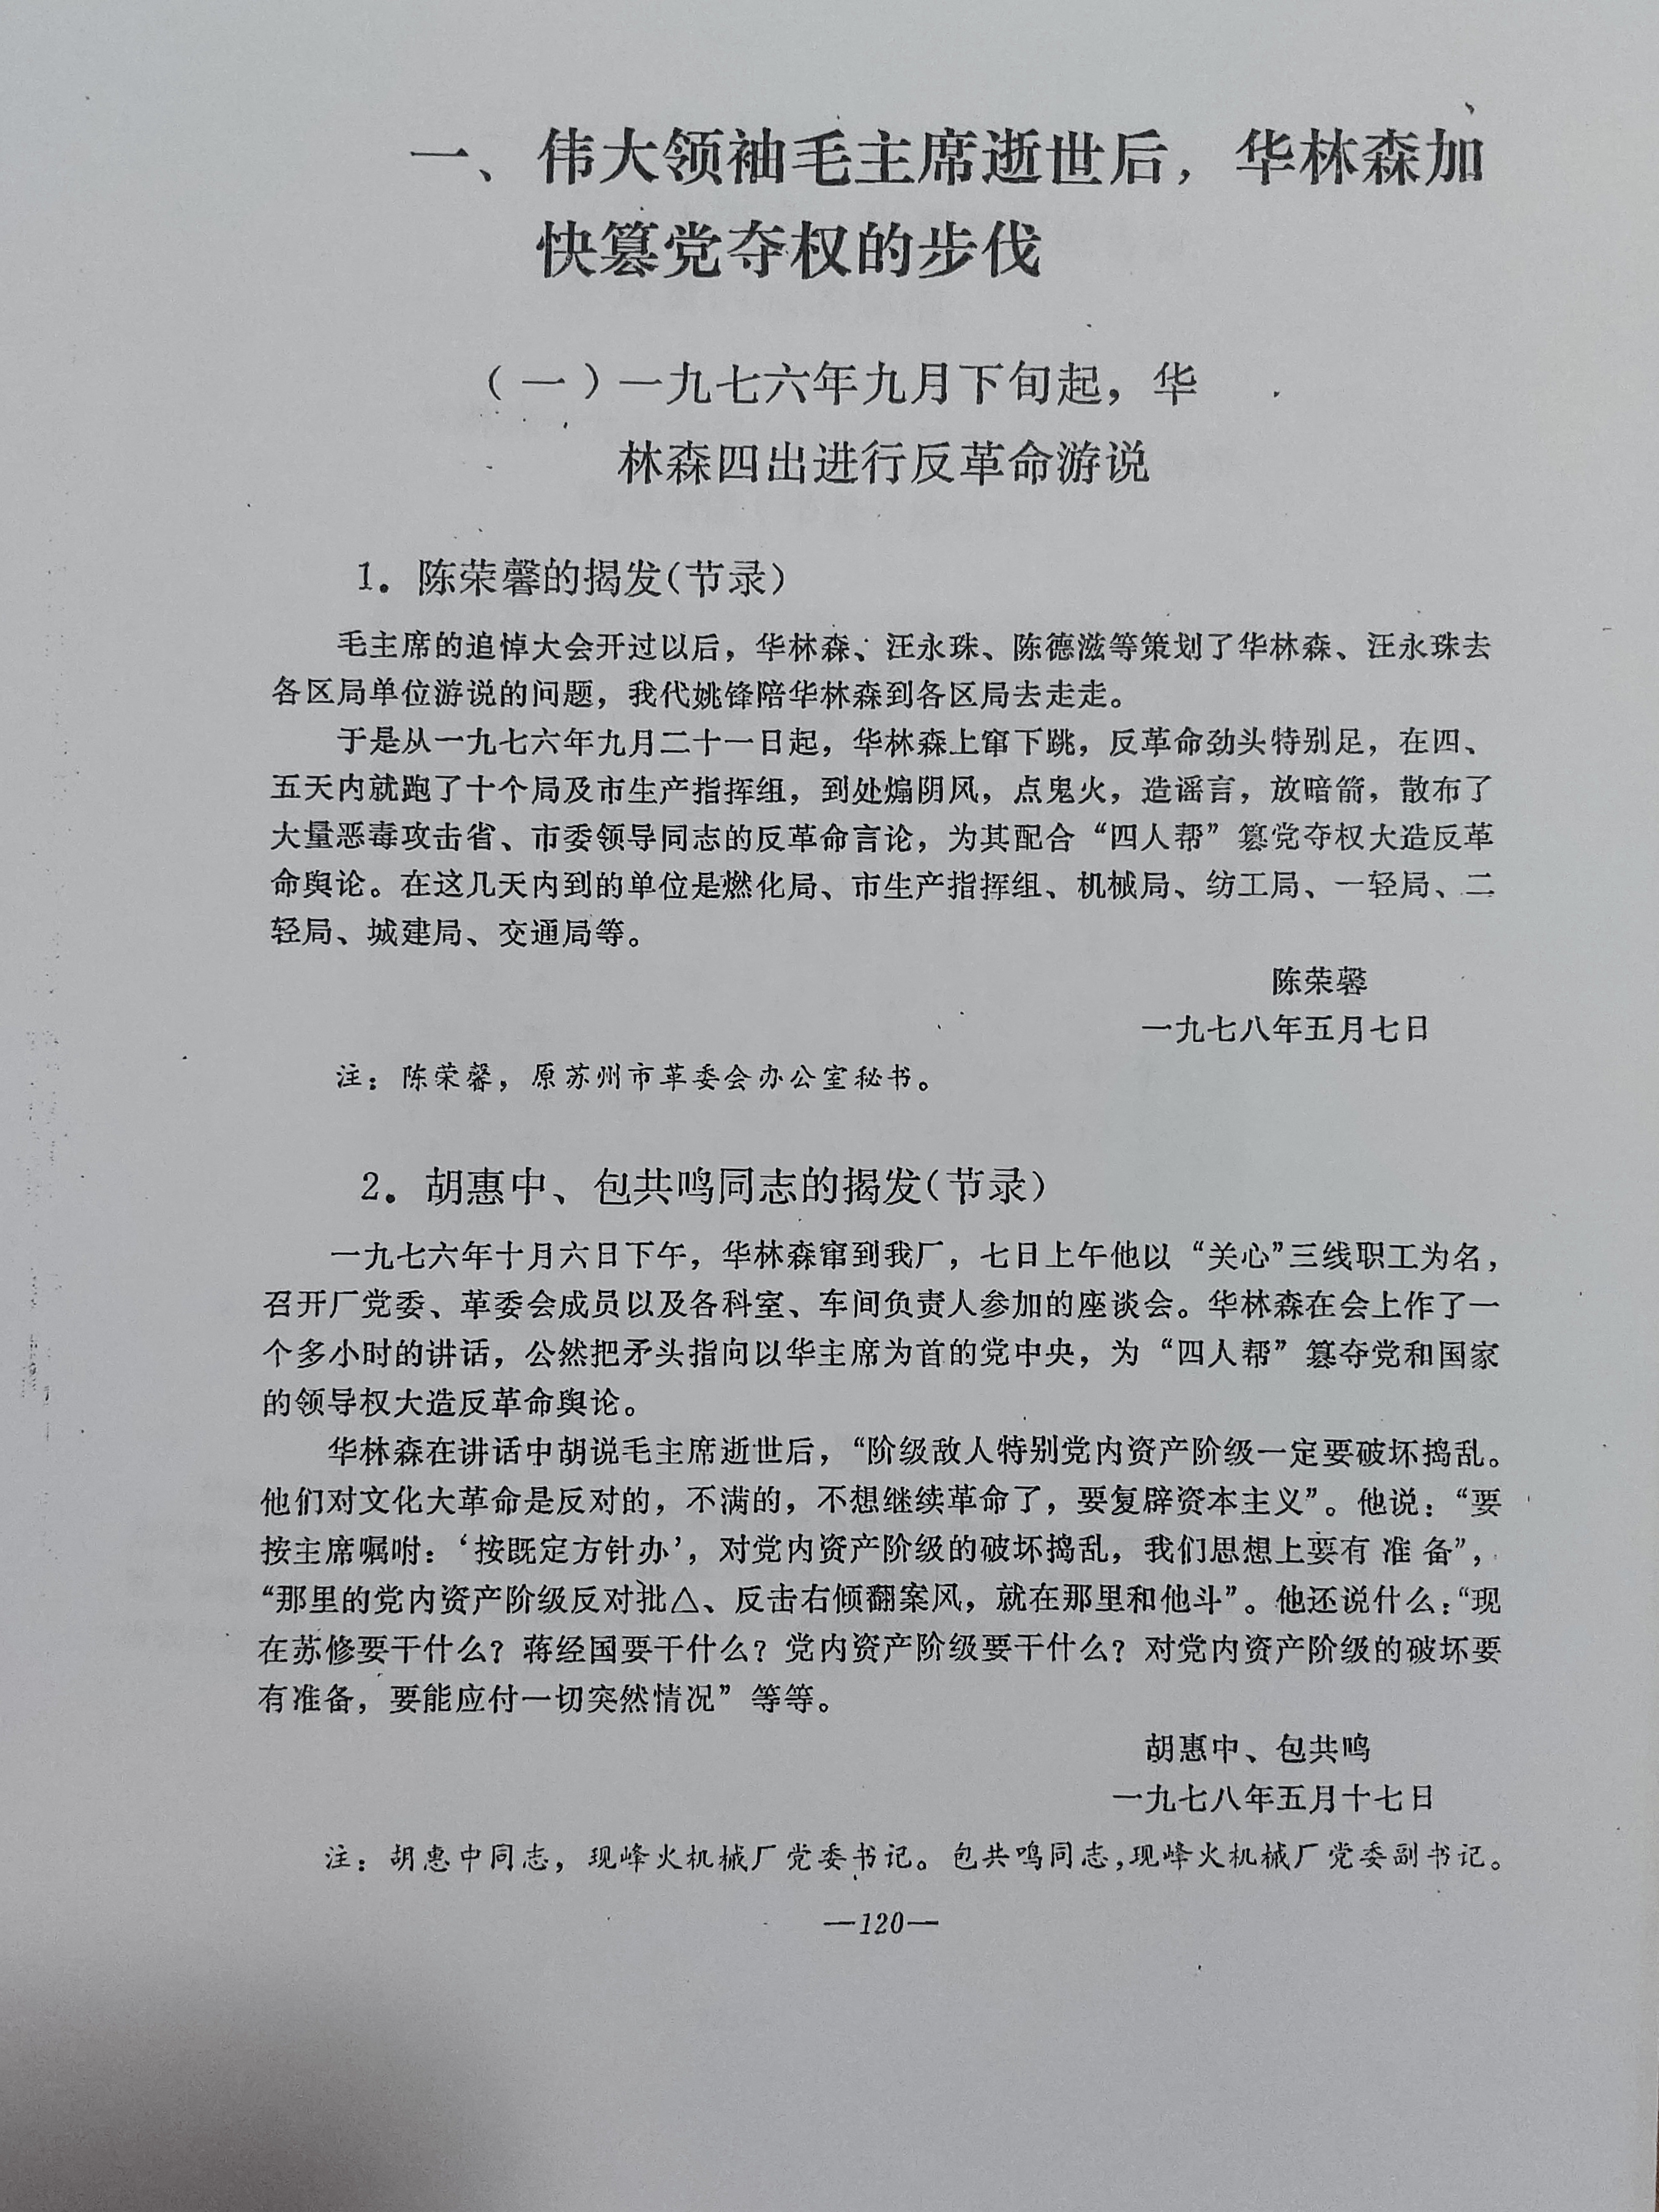 一、伟大领袖毛主席逝世后，华林森加
快篡党夺权的步伐
（一）一九七六年九月下旬起，华
林森四出进行反革命游说
1．陈荣馨的揭发（节录）
毛主席的追悼大会开过以后，华林森、汪永珠、陈德滋等策划了华林森、汪永珠去
各区局单位游说的问题，我代姚锋陪华林森到各区局去走走。
于是从一九七六年九月二十一日起，华林森上窜下跳，反革命劲头特别足，在四、
五天内就跑了十个局及市生产指挥组，到处煽阴风，点鬼火，造谣言，放暗箭，散布了
大量恶毒攻击省、市委领导同志的反革命言论，为其配合“四人帮”篡党夺权大造反革
命舆论。在这几天内到的单位是燃化局、市生产指挥组、机械局、纺工局、一轻局、二
轻局、城建局、交通局等。
陈荣馨
一九七八年五月七日
注：陈荣馨，原苏州市革委会办公室秘书。
2．胡惠中、包共鸣同志的揭发（节录）
一九七六年十月六日下午，华林森窜到我厂，七日上午他以“关心”三线职工为名，
召开厂党委、革委会成员以及各科室、车间负责人参加的座谈会。华林森在会上作了一
个多小时的讲话，公然把矛头指向以华主席为首的党中央，为“四人帮”篡夺党和国家
的领导权大造反革命舆论。
华林森在讲话中胡说毛主席逝世后，“阶级敌人特别党内资产阶级一定要破坏捣乱。
他们对文化大革命是反对的，不满的，不想继续革命了，要复辟资本主义”。他说：“要
按主席嘱咐：‘按既定方针办’，对党内资产阶级的破坏捣乱，我们思想上要有准备”，
“那里的党内资产阶级反对批△、反击右倾翻案风，就在那里和他斗”。他还说什么：“现
在苏修要干什么？蒋经国要干什么？党内资产阶级要干什么？对党内资产阶级的破坏要
有准备，要能应付一切突然情况”等等。
胡惠中、包共鸣
一九七八年五月十七日
注：胡惠中同志，现峰火机械厂党委书记。包共鸣同志，现峰火机械厂党委副书记。
—120—